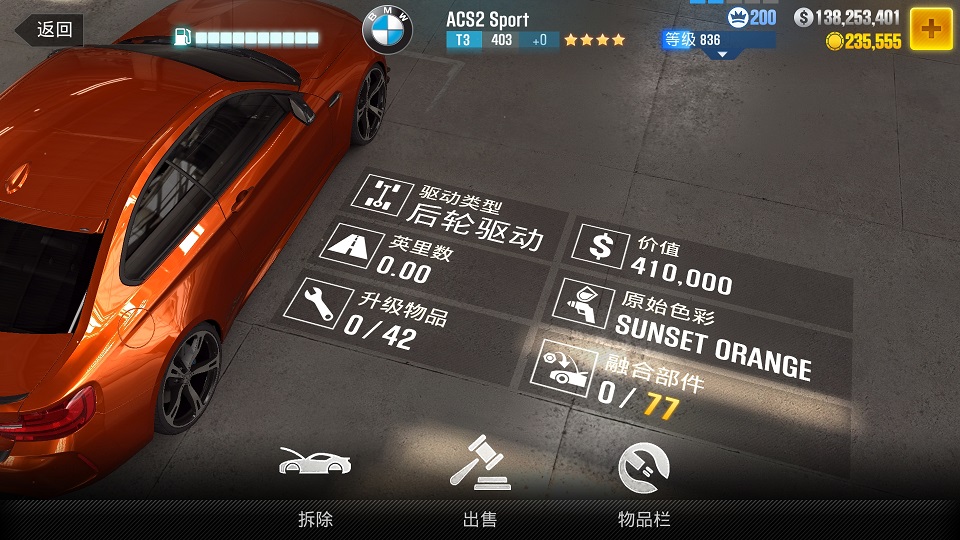 返回
BMW
ACS2 Sport
T3 403 +0
等级 836
200
138,253,401
235,555
驱动类型
后轮驱动
英里数
0.00
升级物品
0/42
价值
410,000
原始色彩
SUNSET ORANGE
融合部件
0/77
拆除
出售
物品栏